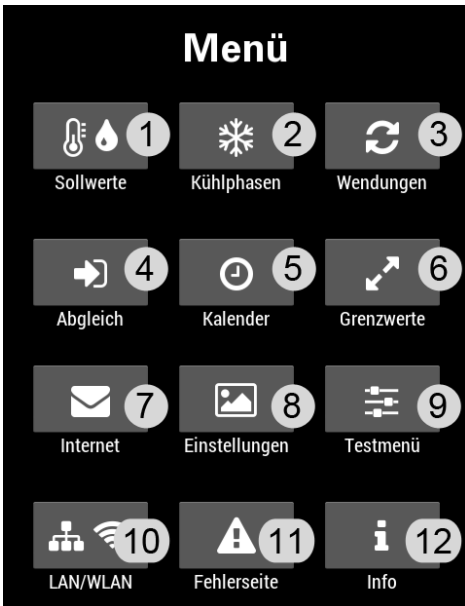 Menü
1 2 3
Sollwerte Kühlphasen Wendungen
4 5 6
Abgleich Kalender Grenzwerte
7 8 9
Internet Einstellungen Testmenü
10 11 12
LAN/WLAN Fehlerseite Info